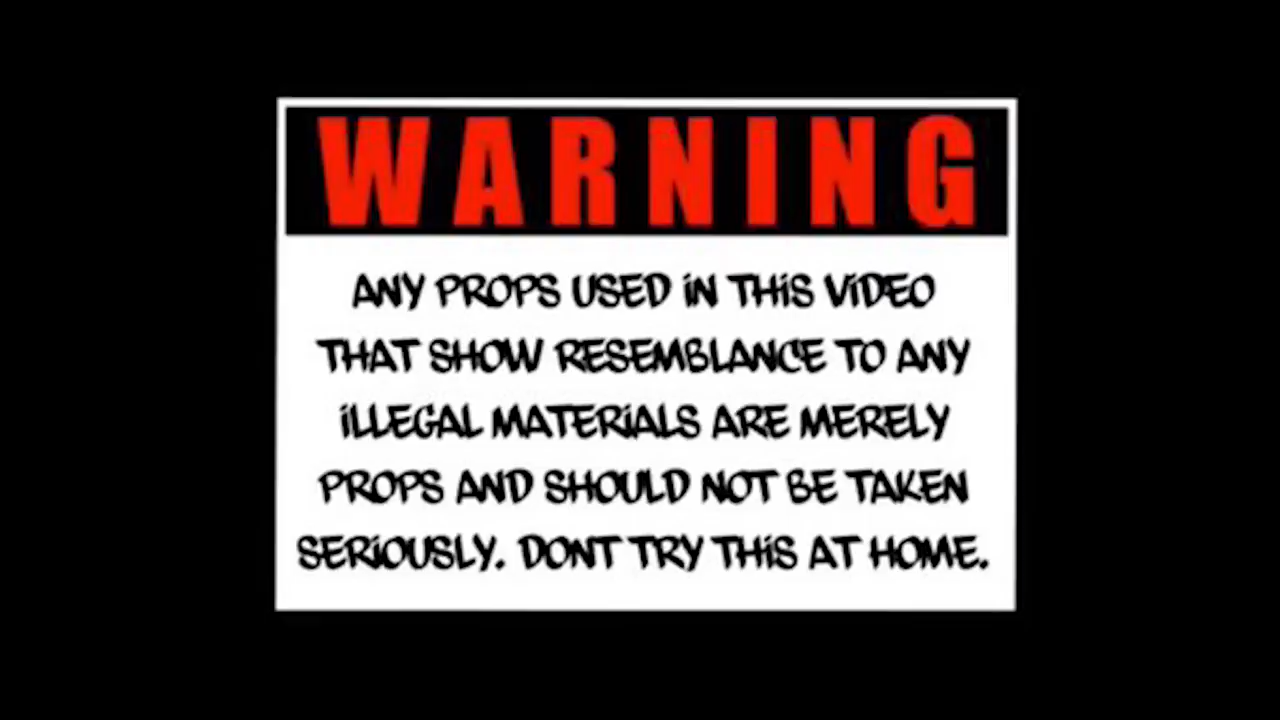 WARNING
ANY PROPS USED IN THIS VIDEO
THAT SHOW RESEMBLANCE TO ANY
ILLEGAL MATERIALS ARE MERELY
PROPS AND SHOULD NOT BE TAKEN
SERIOUSLY. DONT TRY THIS AT HOME.